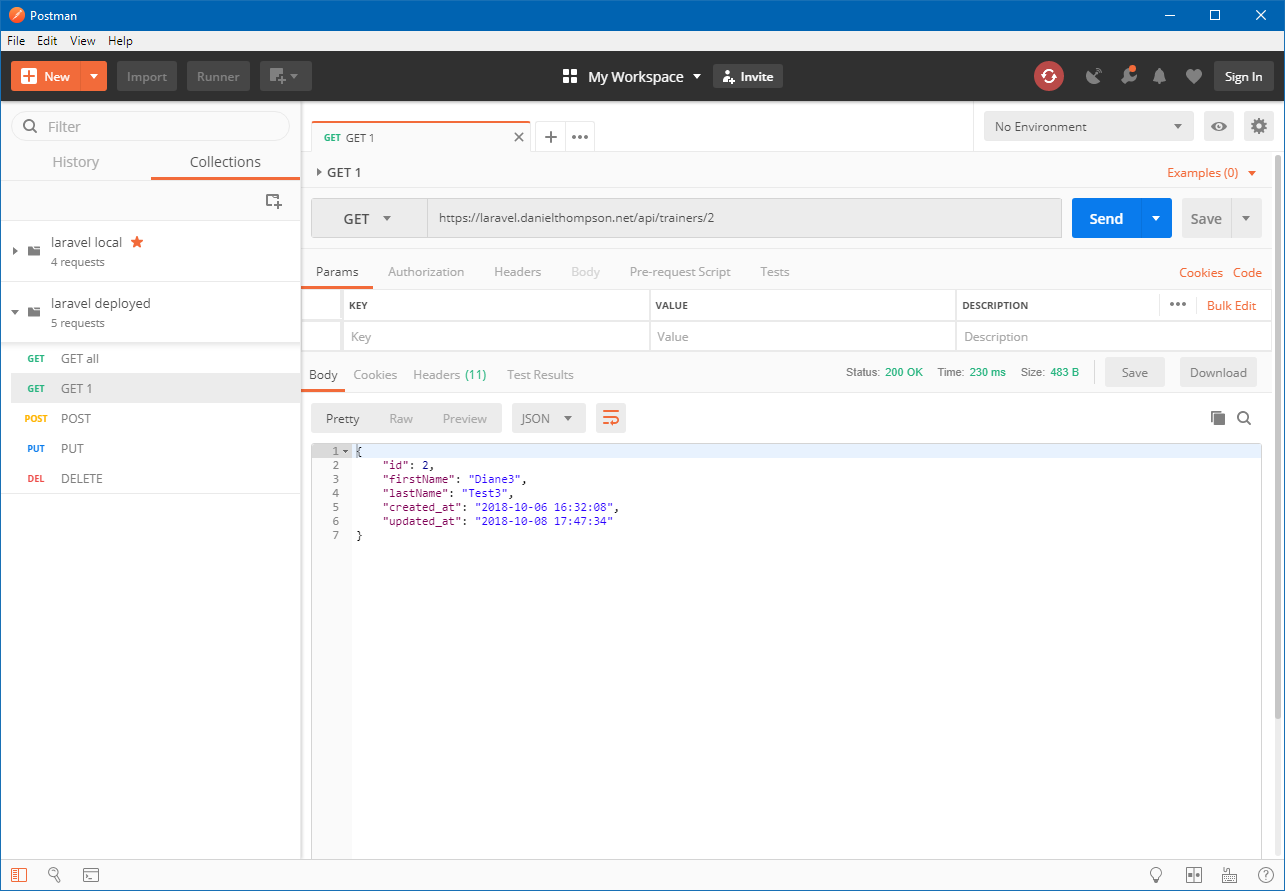 Postman
File Edit View Help
New Import Runner My Workspace Invite Sign In
Filter
History Collections
laravel local
4 requests
laravel deployed
5 requests
GET GET all
GET GET 1
POST POST
PUT PUT
DEL DELETE
GET GET 1
No Environment
GET 1 Examples (0)
GET https://laravel.danielthompson.net/api/trainers/2 Send Save
Params Authorization Headers Body Pre-request Script Tests Cookies Code
KEY VALUE DESCRIPTION Bulk Edit
Key Value Description
Body Cookies Headers (11) Test Results Status: 200 OK Time: 230 ms Size: 483 B Save Download
Pretty Raw Preview JSON
1 {
2 "id": 2,
3 "firstName": "Diane3",
4 "lastName": "Test3",
5 "created_at": "2018-10-06 16:32:08",
6 "updated_at": "2018-10-08 17:47:34"
7 }